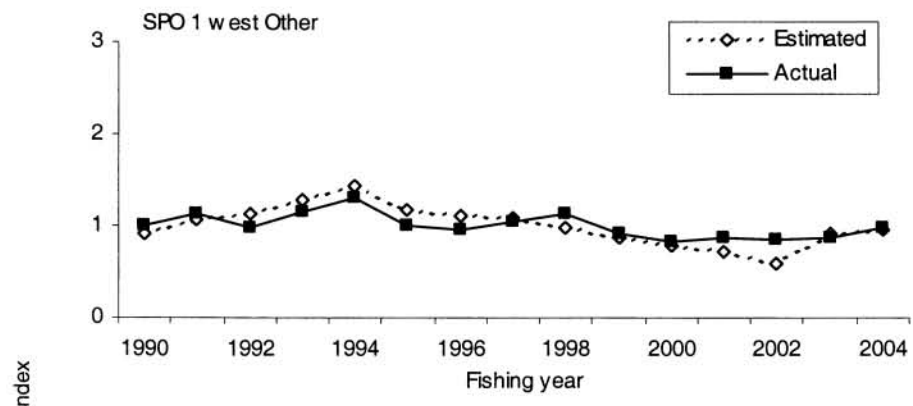 SPO 1 west Other
3
Estimated
Actual
2
1
0
1990 1992 1994 1996 1998 2000 2002 2004
Fishing year
ndex